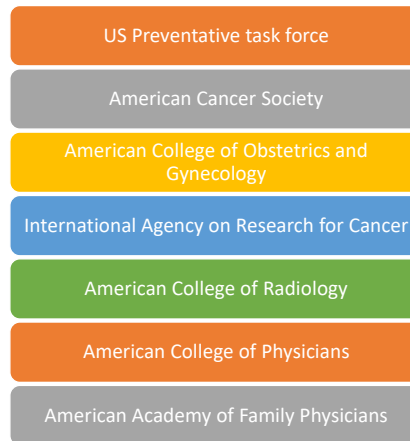 US Preventative task force
American Cancer Society
American College of Obstetrics and
Gynecology
International Agency on Research for Cancer
American College of Radiology
American College of Physicians
American Academy of Family Physicians